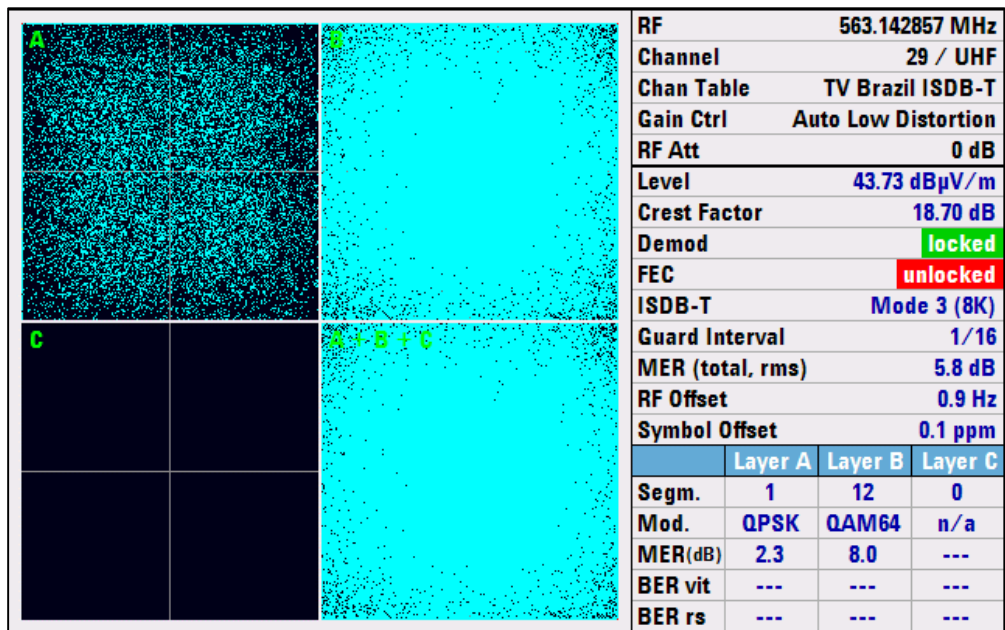 A
B
C
A + B + C
RF 563.142857 MHz
Channel 29 / UHF
Chan Table TV Brazil ISDB-T
Gain Ctrl Auto Low Distortion
RF Att 0 dB
Level 43.73 dBµV/m
Crest Factor 18.70 dB
Demod locked
FEC unlocked
ISDB-T Mode 3 (8K)
Guard Interval 1/16
MER (total, rms) 5.8 dB
RF Offset 0.9 Hz
Symbol Offset 0.1 ppm
Layer A Layer B Layer C
Segm. 1 12 0
Mod. QPSK QAM64 n/a
MER(dB) 2.3 8.0 ---
BER vit --- --- ---
BER rs --- --- ---